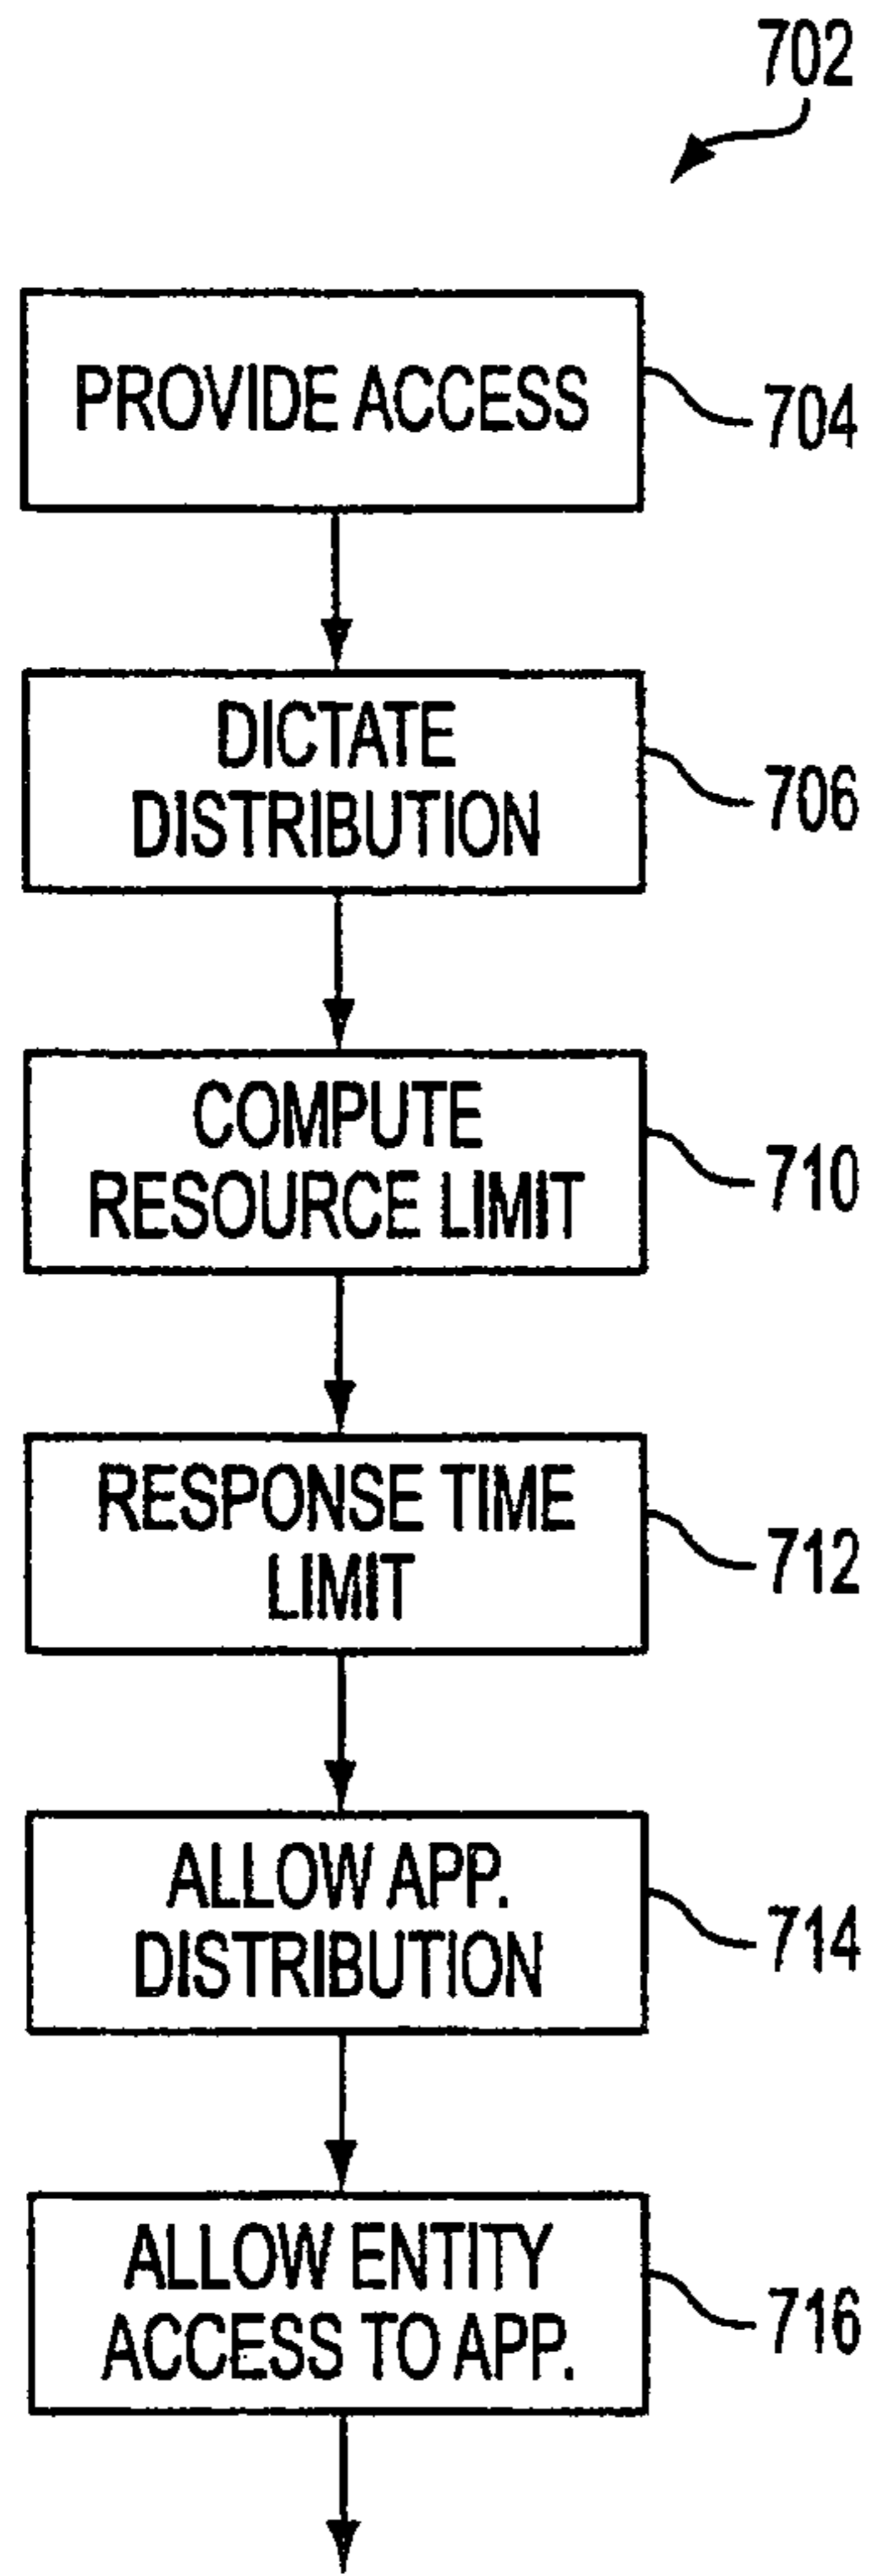 702
PROVIDE ACCESS
704
DICTATE
DISTRIBUTION
706
COMPUTE
RESOURCE LIMIT
710
RESPONSE TIME
LIMIT
712
ALLOW APP.
DISTRIBUTION
714
ALLOW ENTITY
ACCESS TO APP.
716